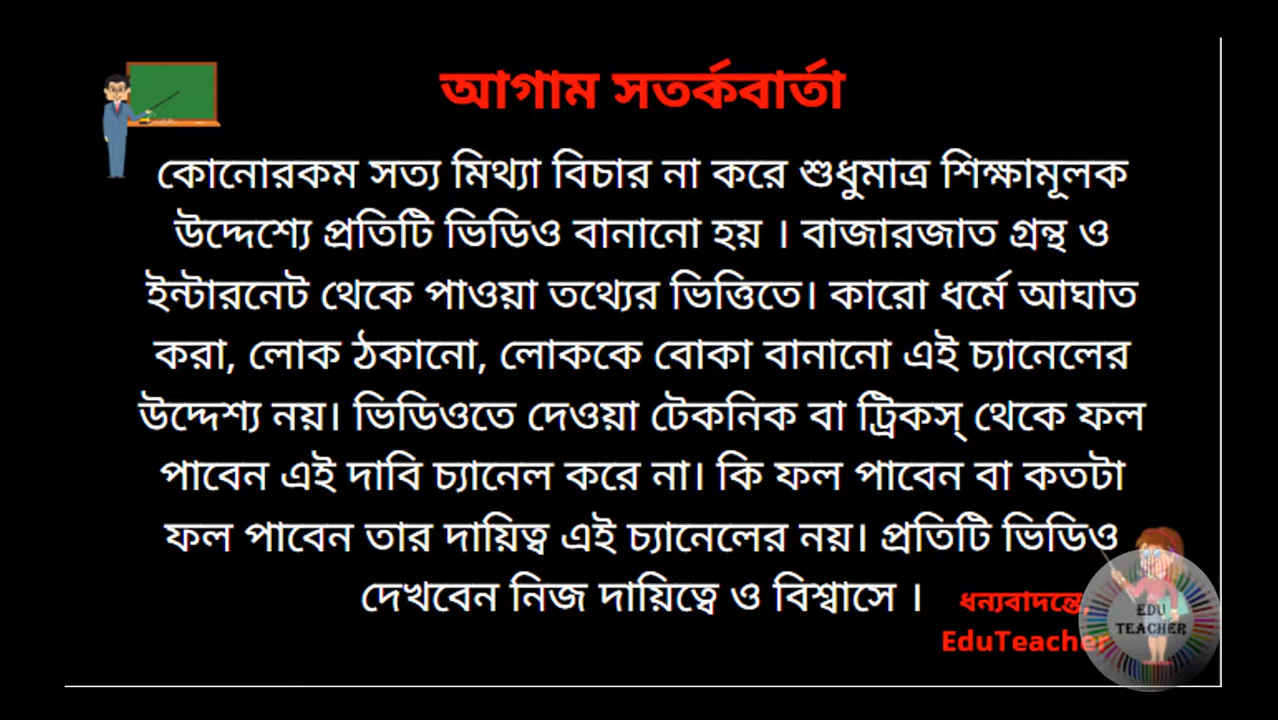 আগাম সতর্কবার্তা
কোনোরকম সত্য মিথ্যা বিচার না করে শুধুমাত্র শিক্ষামূলক
উদ্দেশ্যে প্রতিটি ভিডিও বানানো হয় । বাজারজাত গ্রন্থ ও
ইন্টারনেট থেকে পাওয়া তথ্যের ভিত্তিতে। কারো ধর্মে আঘাত
করা, লোক ঠকানো, লোককে বোকা বানানো এই চ্যানেলের
উদ্দেশ্য নয়। ভিডিওতে দেওয়া টেকনিক বা ট্রিকস্ থেকে ফল
পাবেন এই দাবি চ্যানেল করে না। কি ফল পাবেন বা কতটা
ফল পাবেন তার দায়িত্ব এই চ্যানেলের নয়। প্রতিটি ভিডিও
দেখবেন নিজ দায়িত্বে ও বিশ্বাসে ।
ধন্যবাদন্তে,
EduTeacher
EDU
TEACHER